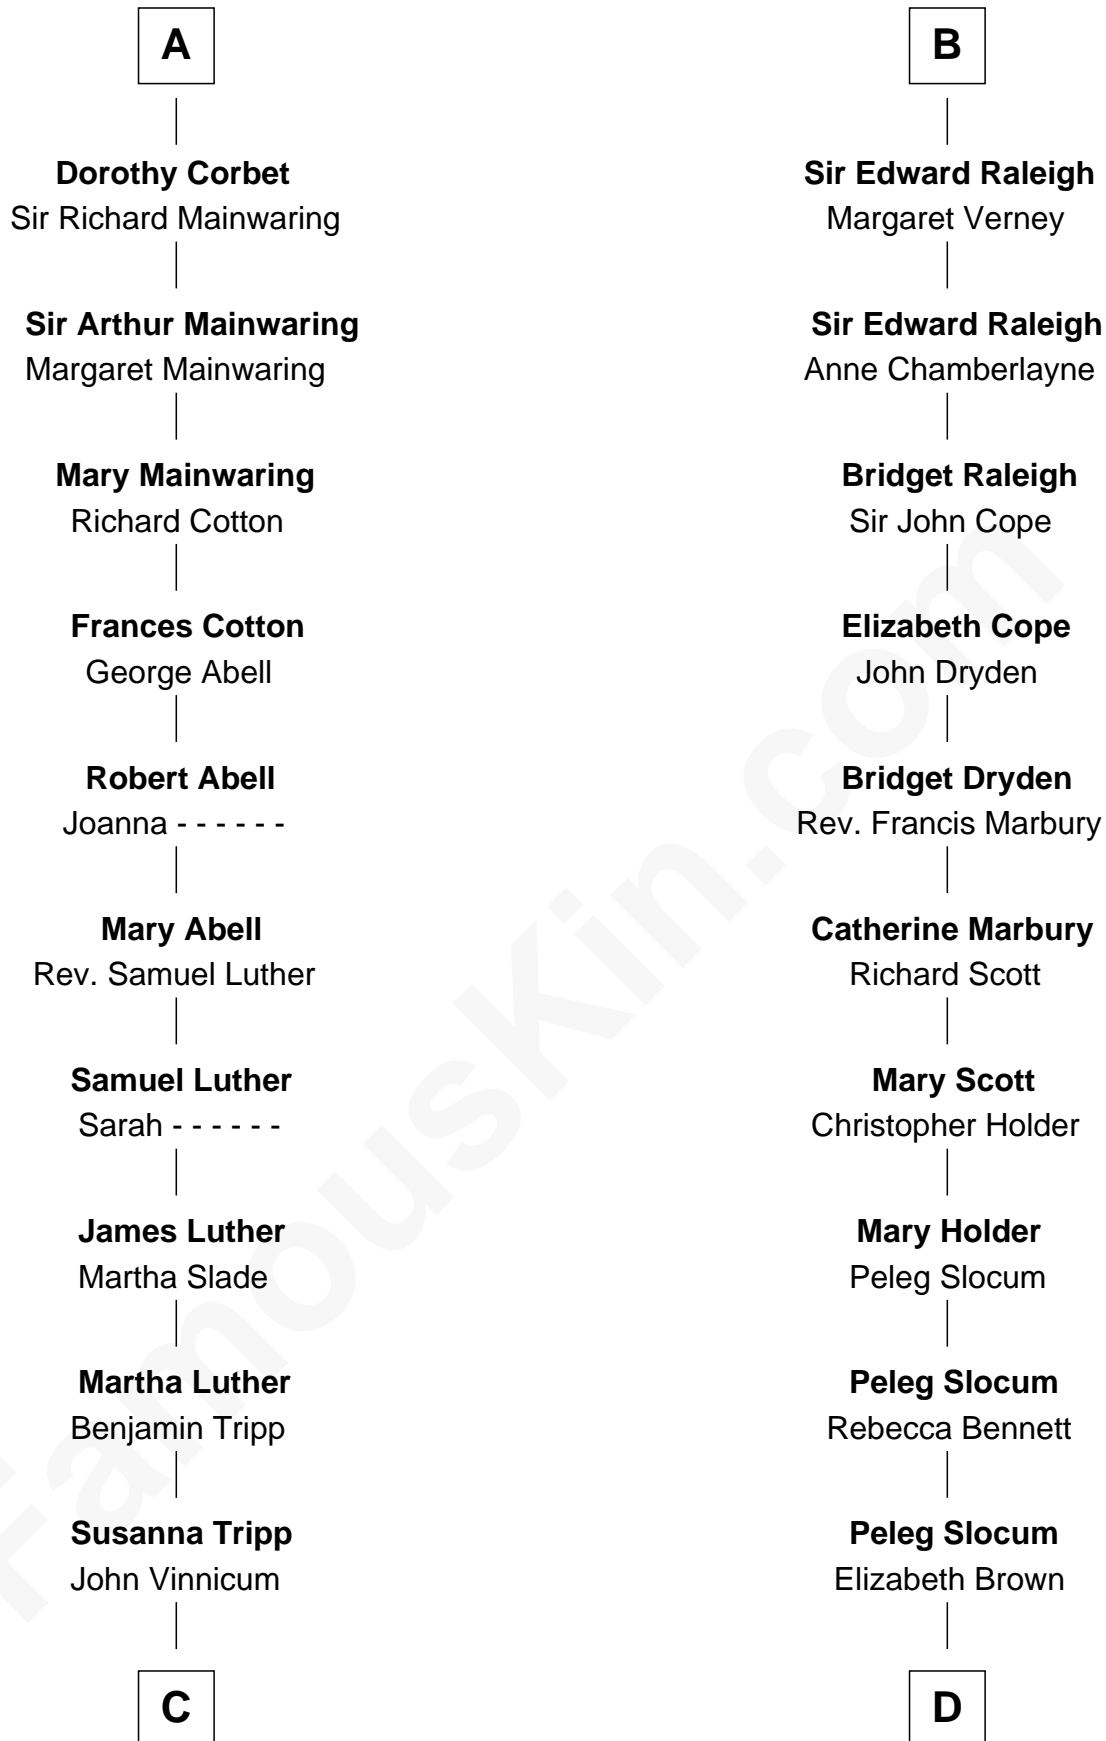 A
Dorothy Corbet
Sir Richard Mainwaring
Sir Arthur Mainwaring
Margaret Mainwaring
Mary Mainwaring
Richard Cotton
Frances Cotton
George Abell
Robert Abell
Joanna - - - - - -
Mary Abell
Rev. Samuel Luther
Samuel Luther
Sarah - - - - - -
James Luther
Martha Slade
Martha Luther
Benjamin Tripp
Susanna Tripp
John Vinnicum
C
B
Sir Edward Raleigh
Margaret Verney
Sir Edward Raleigh
Anne Chamberlayne
Bridget Raleigh
Sir John Cope
Elizabeth Cope
John Dryden
Bridget Dryden
Rev. Francis Marbury
Catherine Marbury
Richard Scott
Mary Scott
Christopher Holder
Mary Holder
Peleg Slocum
Peleg Slocum
Rebecca Bennett
Peleg Slocum
Elizabeth Brown
D
FamousKin.com